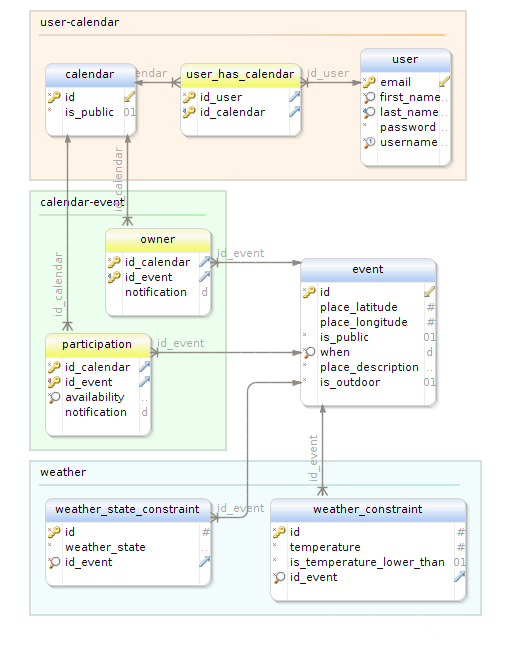 user-calendar
calendar
id
is_public 01
endar
user_has_calendar
id_user
id_calendar
id_user
user
email
first_name..
last_name..
password ..
username..
calendar-event
id_calendar
id_calendar
owner
id_calendar
id_event
notification d
id_event
participation
id_calendar
id_event
availability ..
notification d
id_event
event
id
place_latitude #
place_longitude #
is_public 01
when d
place_description ..
is_outdoor 01
weather
id_event
id_event
weather_state_constraint
id #
weather_state ..
id_event
weather_constraint
id #
temperature #
is_temperature_lower_than 01
id_event